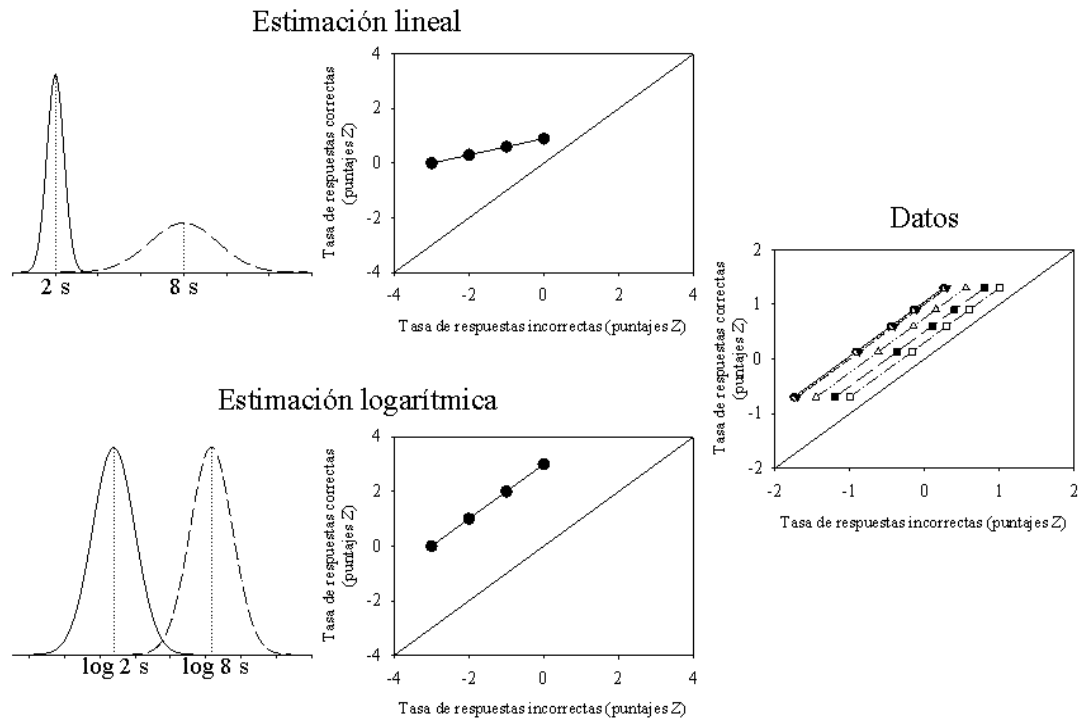 Estimación lineal
4
2
0
-2
-4
Tasa de respuestas correctas
(puntajes Z)
-4 -2 0 2 4
Tasa de respuestas incorrectas (puntajes Z)
2 s 8 s
Estimación logarítmica
4
2
0
-2
-4
Tasa de respuestas correctas
(puntajes Z)
-4 -2 0 2 4
Tasa de respuestas incorrectas (puntajes Z)
log 2 s log 8 s
Datos
2
1
0
-1
-2
Tasa de respuestas correctas
(puntajes Z)
-2 -1 0 1 2
Tasa de respuestas incorrectas (puntajes Z)